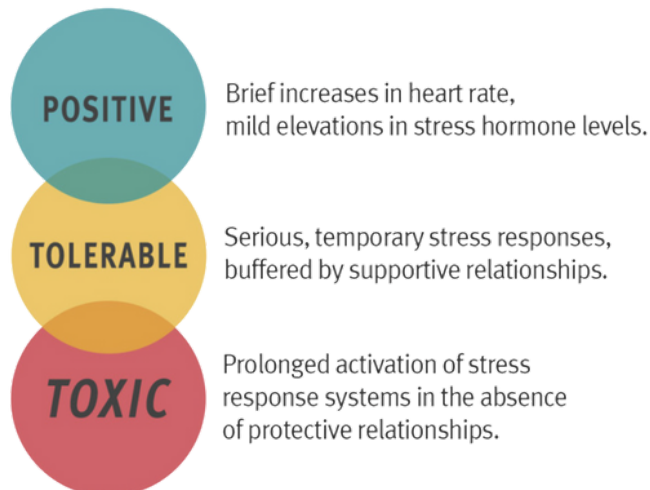 POSITIVE
Brief increases in heart rate,
mild elevations in stress hormone levels.
TOLERABLE
Serious, temporary stress responses,
buffered by supportive relationships.
TOXIC
Prolonged activation of stress
response systems in the absence
of protective relationships.